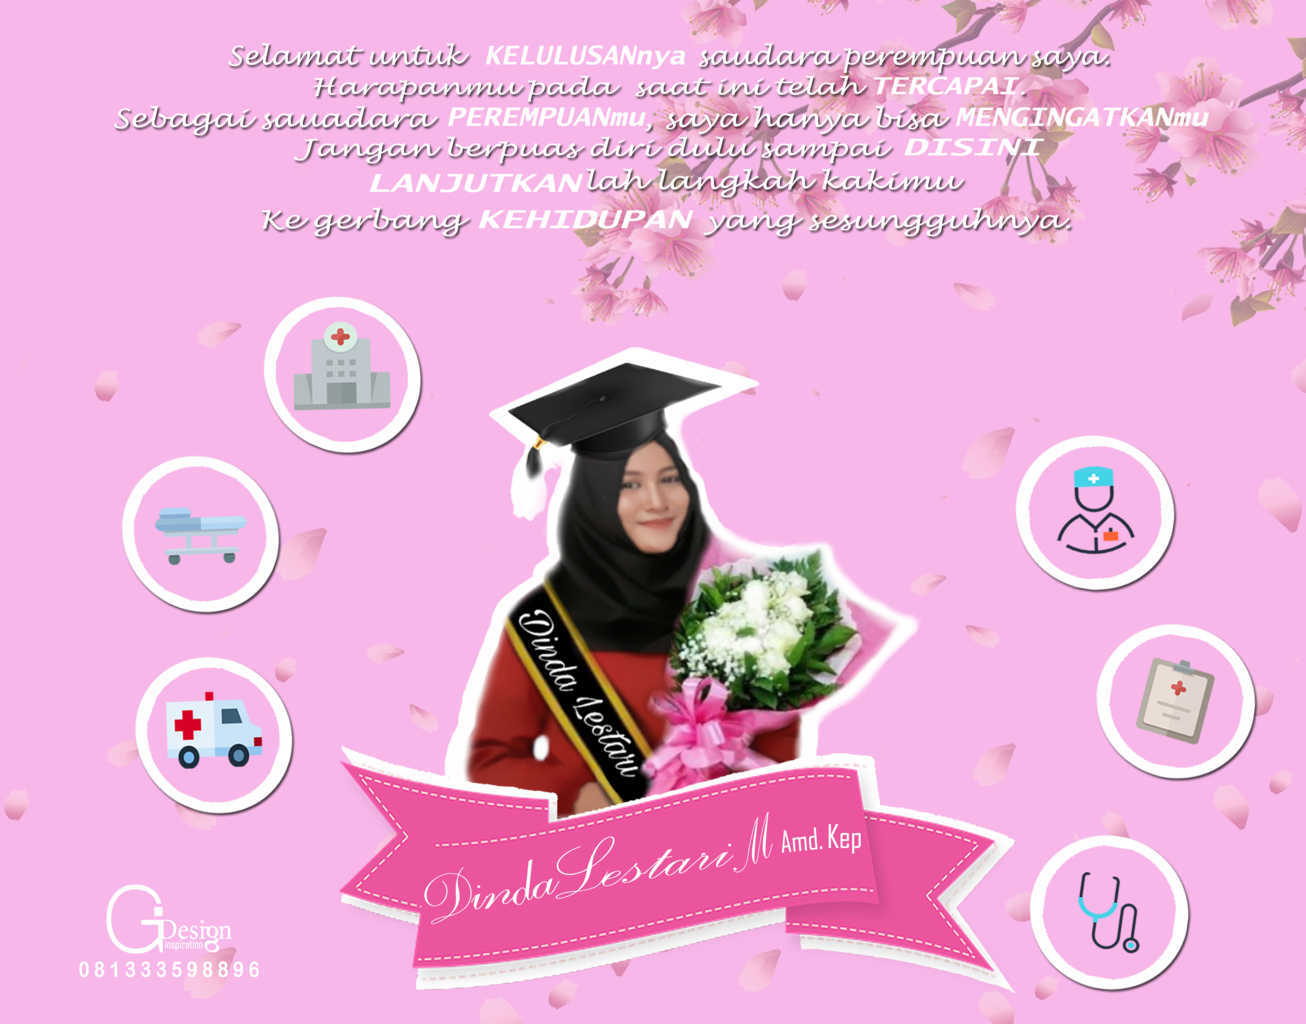 Selamat untuk KELULUSANnya saudara perempuan saya.
Harapanmu pada saat ini telah TERCAPAI.
Sebagai sauadara PEREMPUANmu, saya hanya bisa MENGINGATKANmu
Jangan berpuas diri dulu sampai DISINI
LANJUTKANlah langkah kakimu
Ke gerbang KEHIDUPAN yang sesungguhnya.
Dinda Lestari
Dinda Lestari M Amd. Kep
G Design
inspiration
081333598896